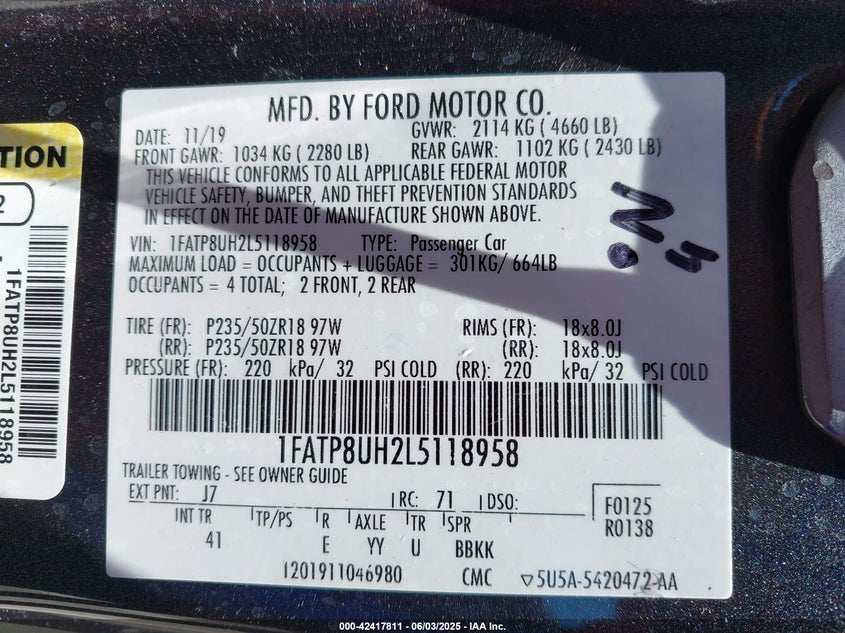 TION
2
1FATP8UH2L5118958
MFD. BY FORD MOTOR CO.
DATE: 11/19 GVWR: 2114 KG ( 4660 LB)
FRONT GAWR: 1034 KG ( 2280 LB) REAR GAWR: 1102 KG ( 2430 LB)
THIS VEHICLE CONFORMS TO ALL APPLICABLE FEDERAL MOTOR
VEHICLE SAFETY, BUMPER, AND THEFT PREVENTION STANDARDS
IN EFFECT ON THE DATE OF MANUFACTURE SHOWN ABOVE.
VIN: 1FATP8UH2L5118958 TYPE: Passenger Car
MAXIMUM LOAD = OCCUPANTS + LUGGAGE = 301KG/ 664LB
OCCUPANTS = 4 TOTAL; 2 FRONT, 2 REAR
TIRE (FR): P235/50ZR18 97W RIMS (FR): 18x8.0J
(RR): P235/50ZR18 97W (RR): 18x8.0J
PRESSURE (FR): 220 kPa/ 32 PSI COLD (RR): 220 kPa/ 32 PSI COLD
1FATP8UH2L5118958
TRAILER TOWING - SEE OWNER GUIDE
EXT PNT: J7 RC: 71 DSO: F0125
R0138
INT TR TP/PS R AXLE TR SPR
41 E YY U BBKK
1201911046980 CMC ▽5U5A-5420472-AA
000-42417811 - 06/03/2025 - IAA Inc.